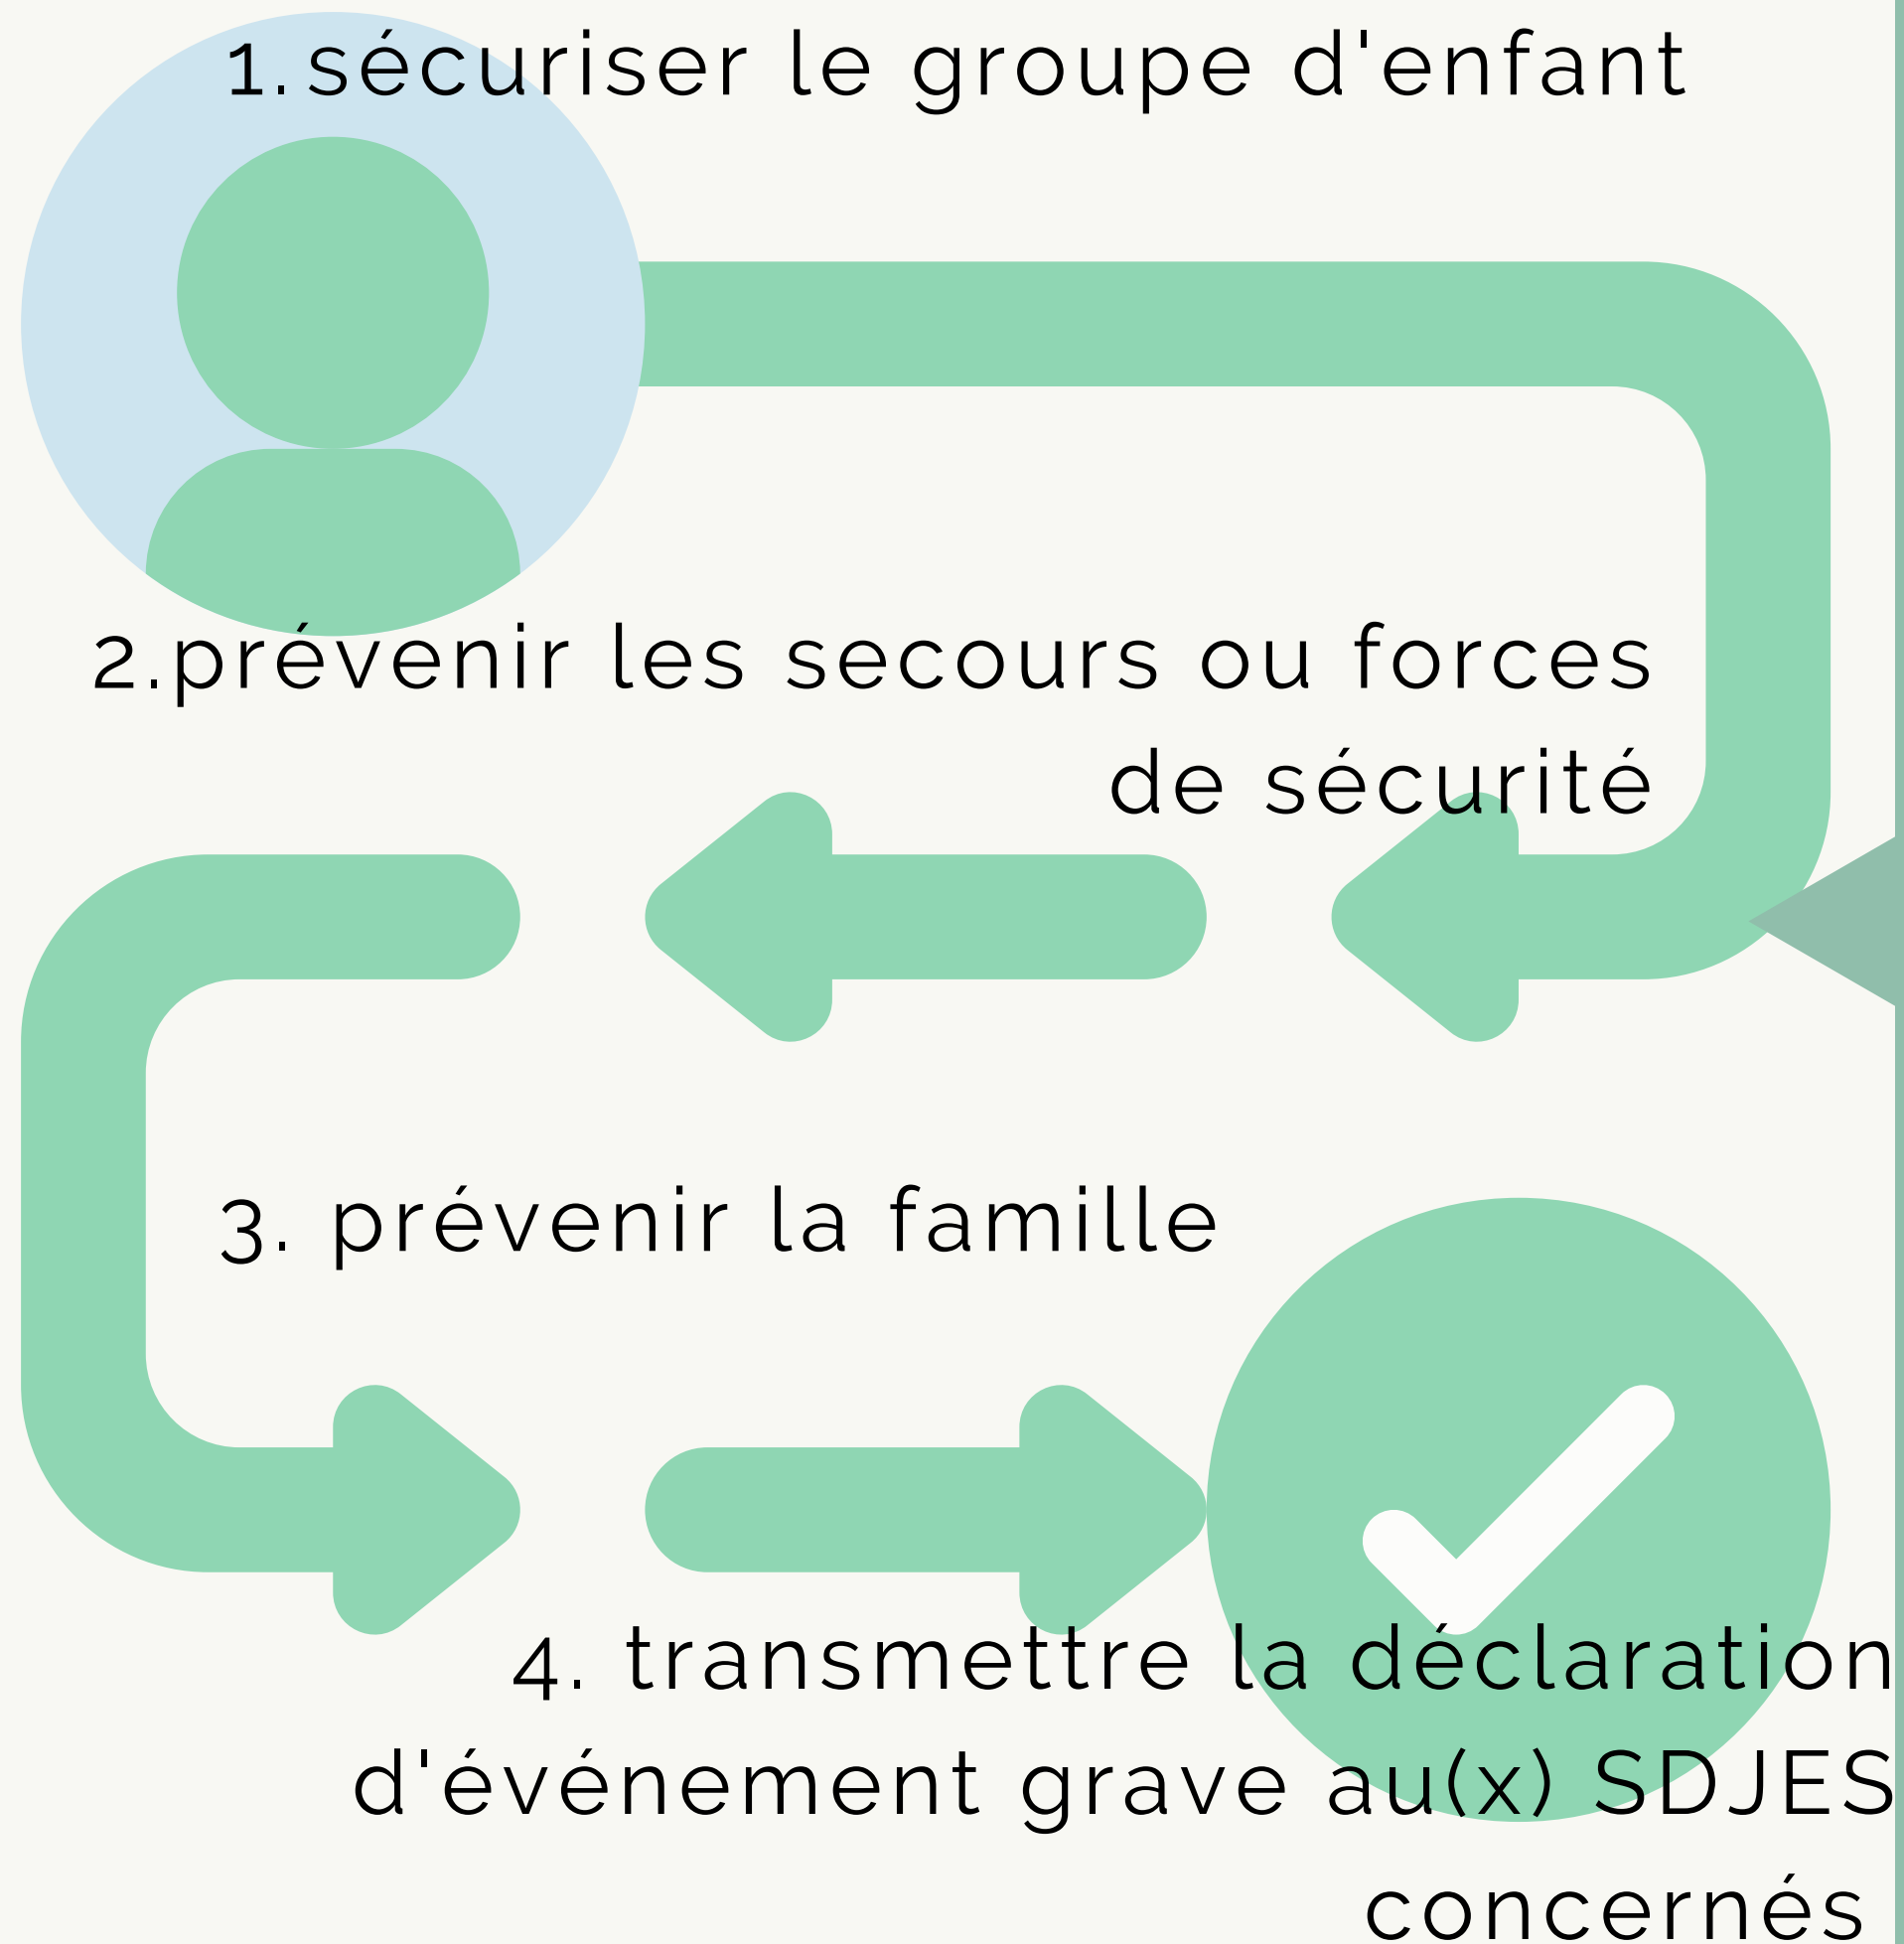 1. sécuriser le groupe d'enfant
2.prévenir les secours ou forces
de sécurité
3. prévenir la famille
4. transmettre la déclaration
d'événement grave au(x) SDJES
concernés